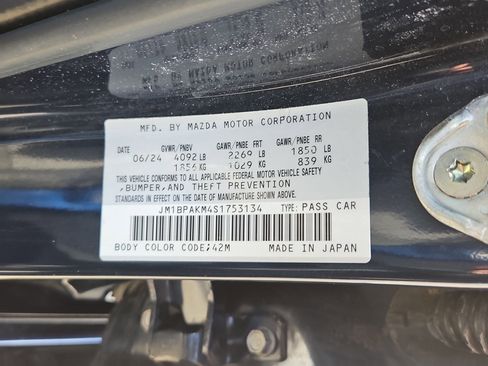 MFD. BY MAZDA MOTOR CORPORATION
DATE GVWR/PNBV GAWR/PNBE FRT GAWR/PNBE RR
06/24 4092 LB 2269 LB 1850 LB
1856 KG 1029 KG 839 KG
THIS VEHICLE CONFORMS TO ALL APPLICABLE FEDERAL MOTOR VEHICLE SAFETY
,BUMPER,AND THEFT PREVENTION
STANDARDS IN EFFECT ON THE DATE OF MANUFACTURE SHOWN ABOVE.
JM1BPAKM4S1753134 TYPE: PASS CAR
BODY COLOR CODE;42M MADE IN JAPAN